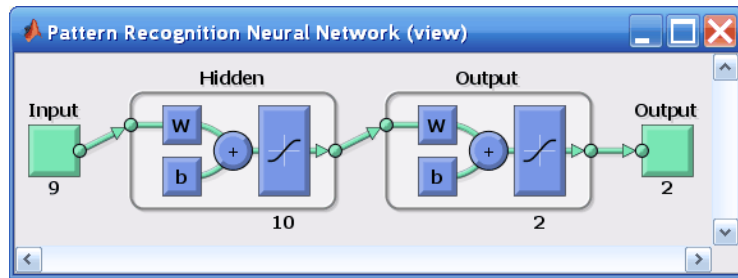 Pattern Recognition Neural Network (view)
Hidden
Output
Input
Output
W
b
+
W
b
+
9
10
2
2